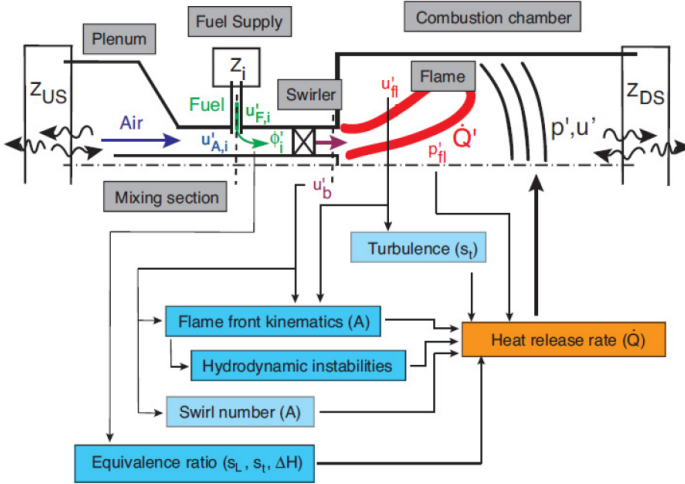 Fuel Supply
Combustion chamber
Plenum
Z_i
Swirler
Flame
Z_US
Z_DS
Fuel
u'_F,i
u'_fl
Air
u'_A,i
ϕ'_i
Q̇'
p',u'
p'_fl
Mixing section
u'_b
Turbulence (s_t)
Flame front kinematics (A)
Heat release rate (Q̇)
Hydrodynamic instabilities
Swirl number (A)
Equivalence ratio (s_L, s_t, ΔH)